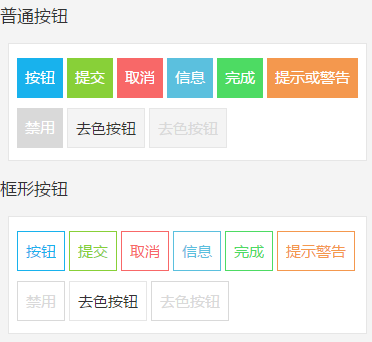 普通按钮
按钮 提交 取消 信息 完成 提示或警告
禁用 去色按钮 去色按钮
框形按钮
按钮 提交 取消 信息 完成 提示或警告
禁用 去色按钮 去色按钮